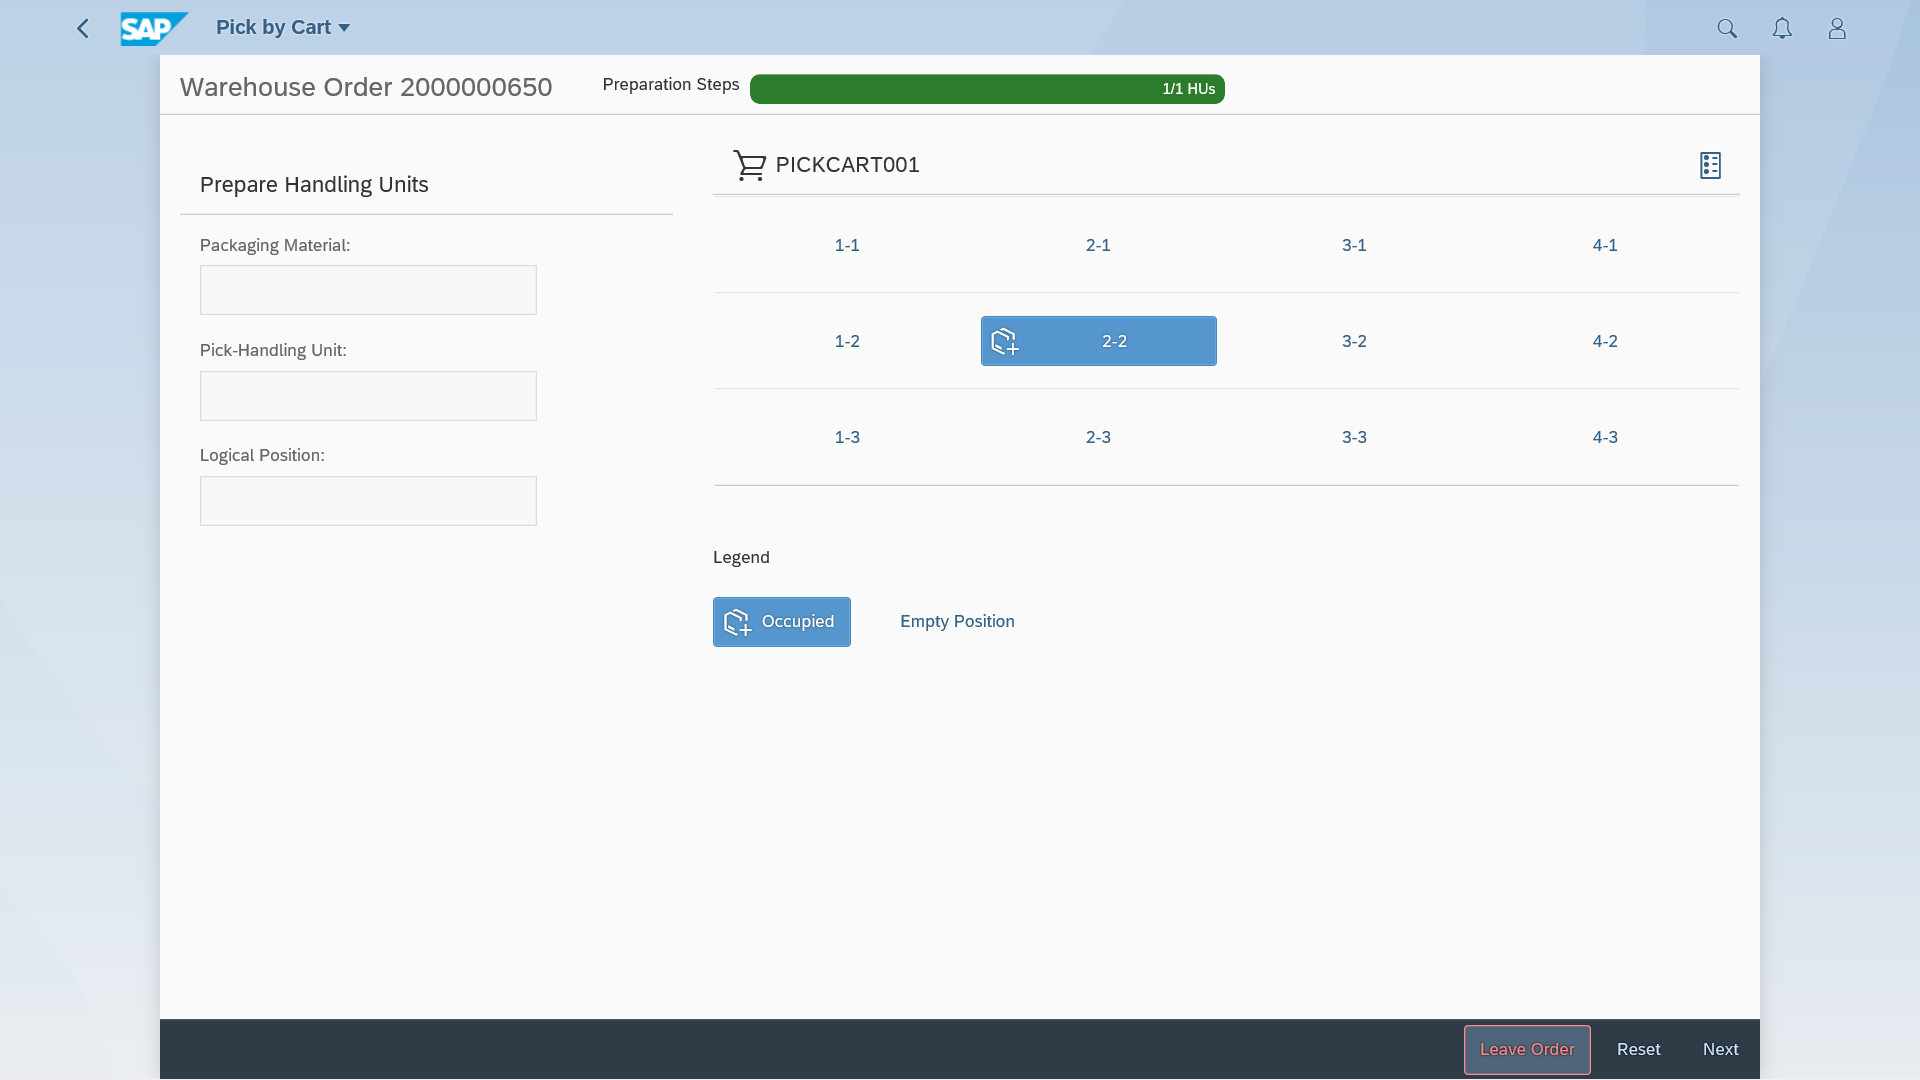 SAP Pick by Cart
Warehouse Order 2000000650
Preparation Steps 1/1 HUs
Prepare Handling Units
Packaging Material:
Pick-Handling Unit:
Logical Position:
PICKCART001
1-1 2-1 3-1 4-1
1-2 2-2 3-2 4-2
1-3 2-3 3-3 4-3
Legend
Occupied Empty Position
Leave Order Reset Next